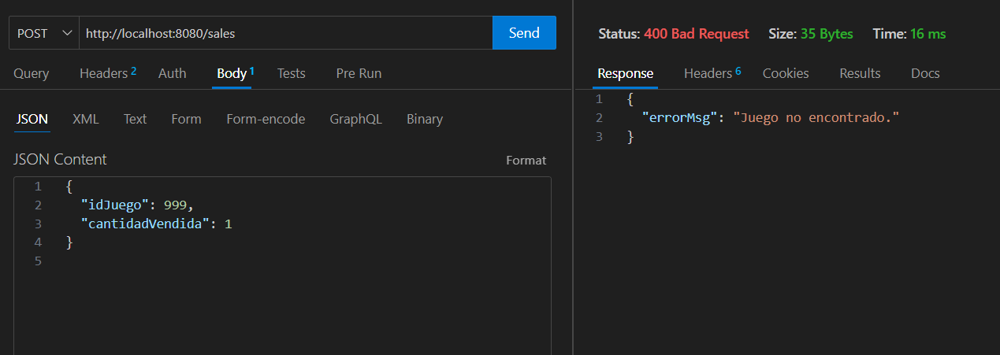 POST http://localhost:8080/sales Send
Query Headers 2 Auth Body 1 Tests Pre Run
JSON XML Text Form Form-encode GraphQL Binary
JSON Content Format
1 {
2 "idJuego": 999,
3 "cantidadVendida": 1
4 }
5
Status: 400 Bad Request Size: 35 Bytes Time: 16 ms
Response Headers 6 Cookies Results Docs
1 {
2 "errorMsg": "Juego no encontrado."
3 }